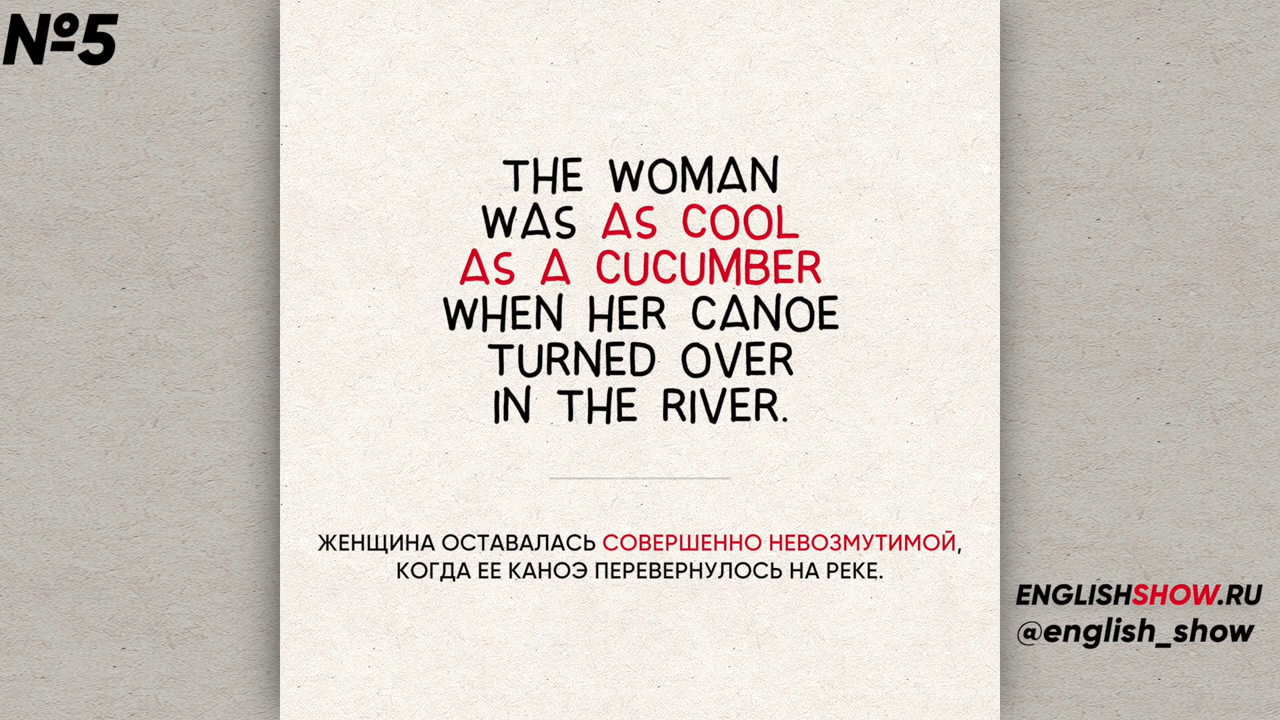 №5
THE WOMAN
WAS AS COOL
AS A CUCUMBER
WHEN HER CANOE
TURNED OVER
IN THE RIVER.
ЖЕНЩИНА ОСТАВАЛАСЬ СОВЕРШЕННО НЕВОЗМУТИМОЙ,
КОГДА ЕЕ КАНОЭ ПЕРЕВЕРНУЛОСЬ НА РЕКЕ.
ENGLISHSHOW.RU
@english_show